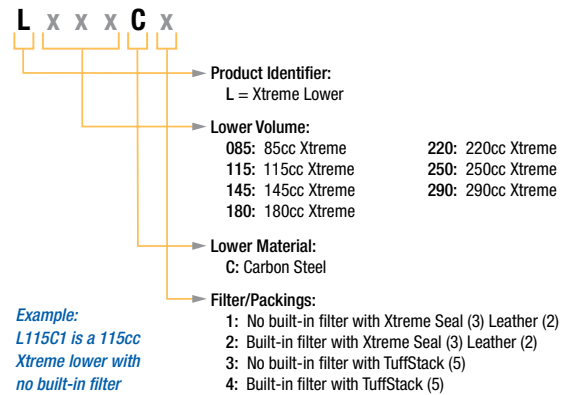 L x x x C x
Product Identifier:
L = Xtreme Lower
Lower Volume:
085: 85cc Xtreme 220: 220cc Xtreme
115: 115cc Xtreme 250: 250cc Xtreme
145: 145cc Xtreme 290: 290cc Xtreme
180: 180cc Xtreme
Lower Material:
C: Carbon Steel
Filter/Packings:
1: No built-in filter with Xtreme Seal (3) Leather (2)
2: Built-in filter with Xtreme Seal (3) Leather (2)
3: No built-in filter with TuffStack (5)
4: Built-in filter with TuffStack (5)
Example:
L115C1 is a 115cc
Xtreme lower with
no built-in filter